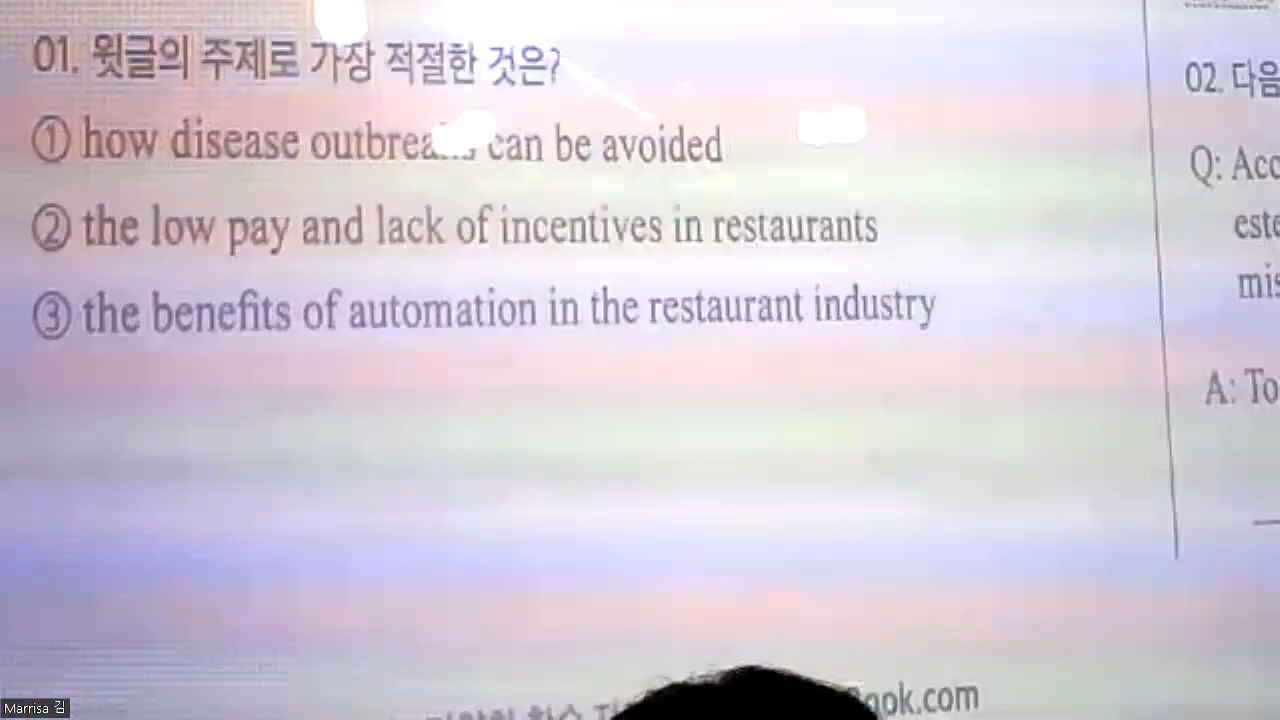 01. 윗글의 주제로 가장 적절한 것은?
① how disease can be avoided
② the low pay and lack of incentives in restaurants
③ the benefits of automation in the restaurant industry
02. 다음
Q: Acc
este
mis
A: To
ook.com
Marrisa 김